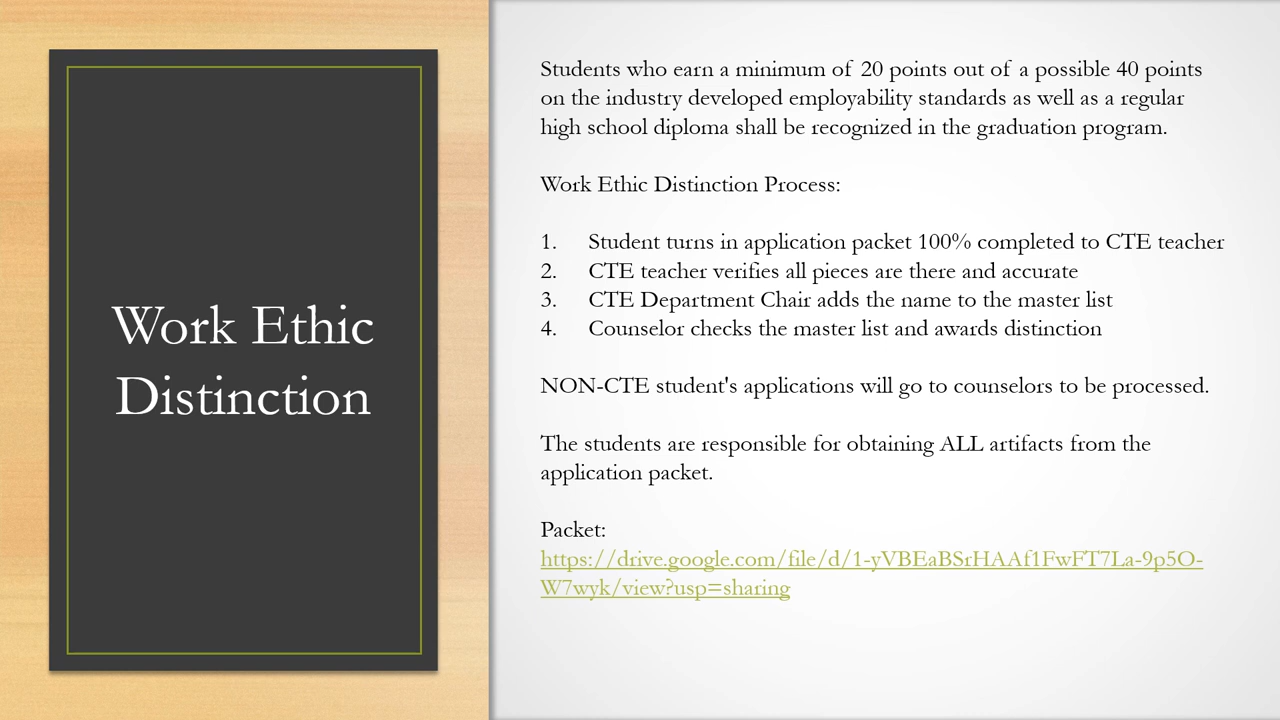 Work Ethic
Distinction
Students who earn a minimum of 20 points out of a possible 40 points
on the industry developed employability standards as well as a regular
high school diploma shall be recognized in the graduation program.
Work Ethic Distinction Process:
1. Student turns in application packet 100% completed to CTE teacher
2. CTE teacher verifies all pieces are there and accurate
3. CTE Department Chair adds the name to the master list
4. Counselor checks the master list and awards distinction
NON-CTE student's applications will go to counselors to be processed.
The students are responsible for obtaining ALL artifacts from the
application packet.
Packet:
https://drive.google.com/file/d/1-yVBEaBSrHAAf1FwFT7La-9p5O-
W7wyk/view?usp=sharing